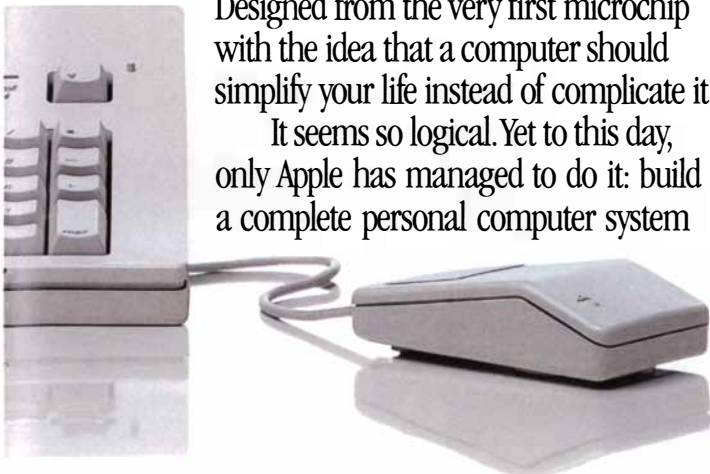 Designed from the very first microchip
with the idea that a computer should
simplify your life instead of complicate it
It seems so logical. Yet to this day,
only Apple has managed to do it: build
a complete personal computer system